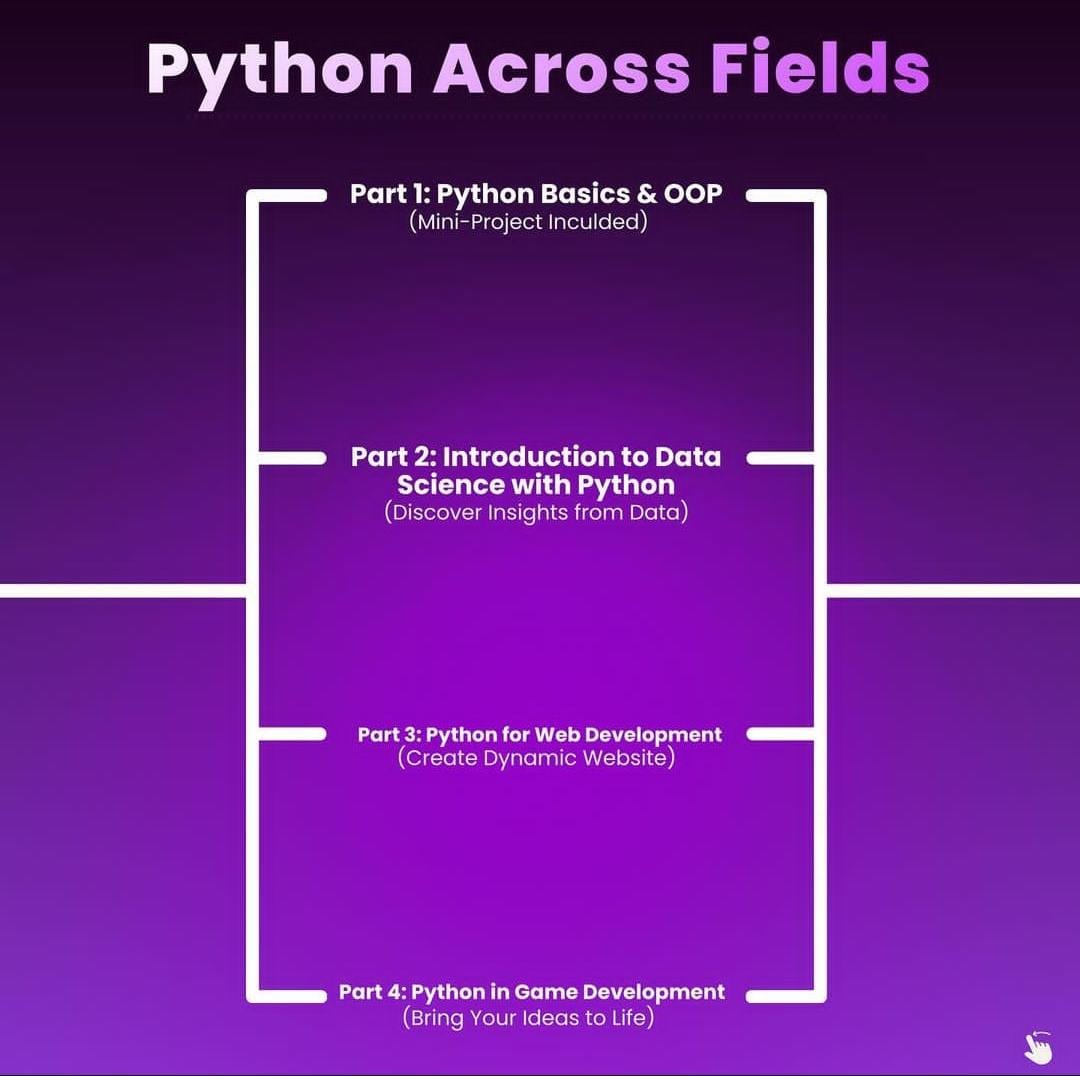 Python Across Fields
Part 1: Python Basics & OOP
(Mini-Project Inculded)
Part 2: Introduction to Data
Science with Python
(Discover Insights from Data)
Part 3: Python for Web Development
(Create Dynamic Website)
Part 4: Python in Game Development
(Bring Your Ideas to Life)